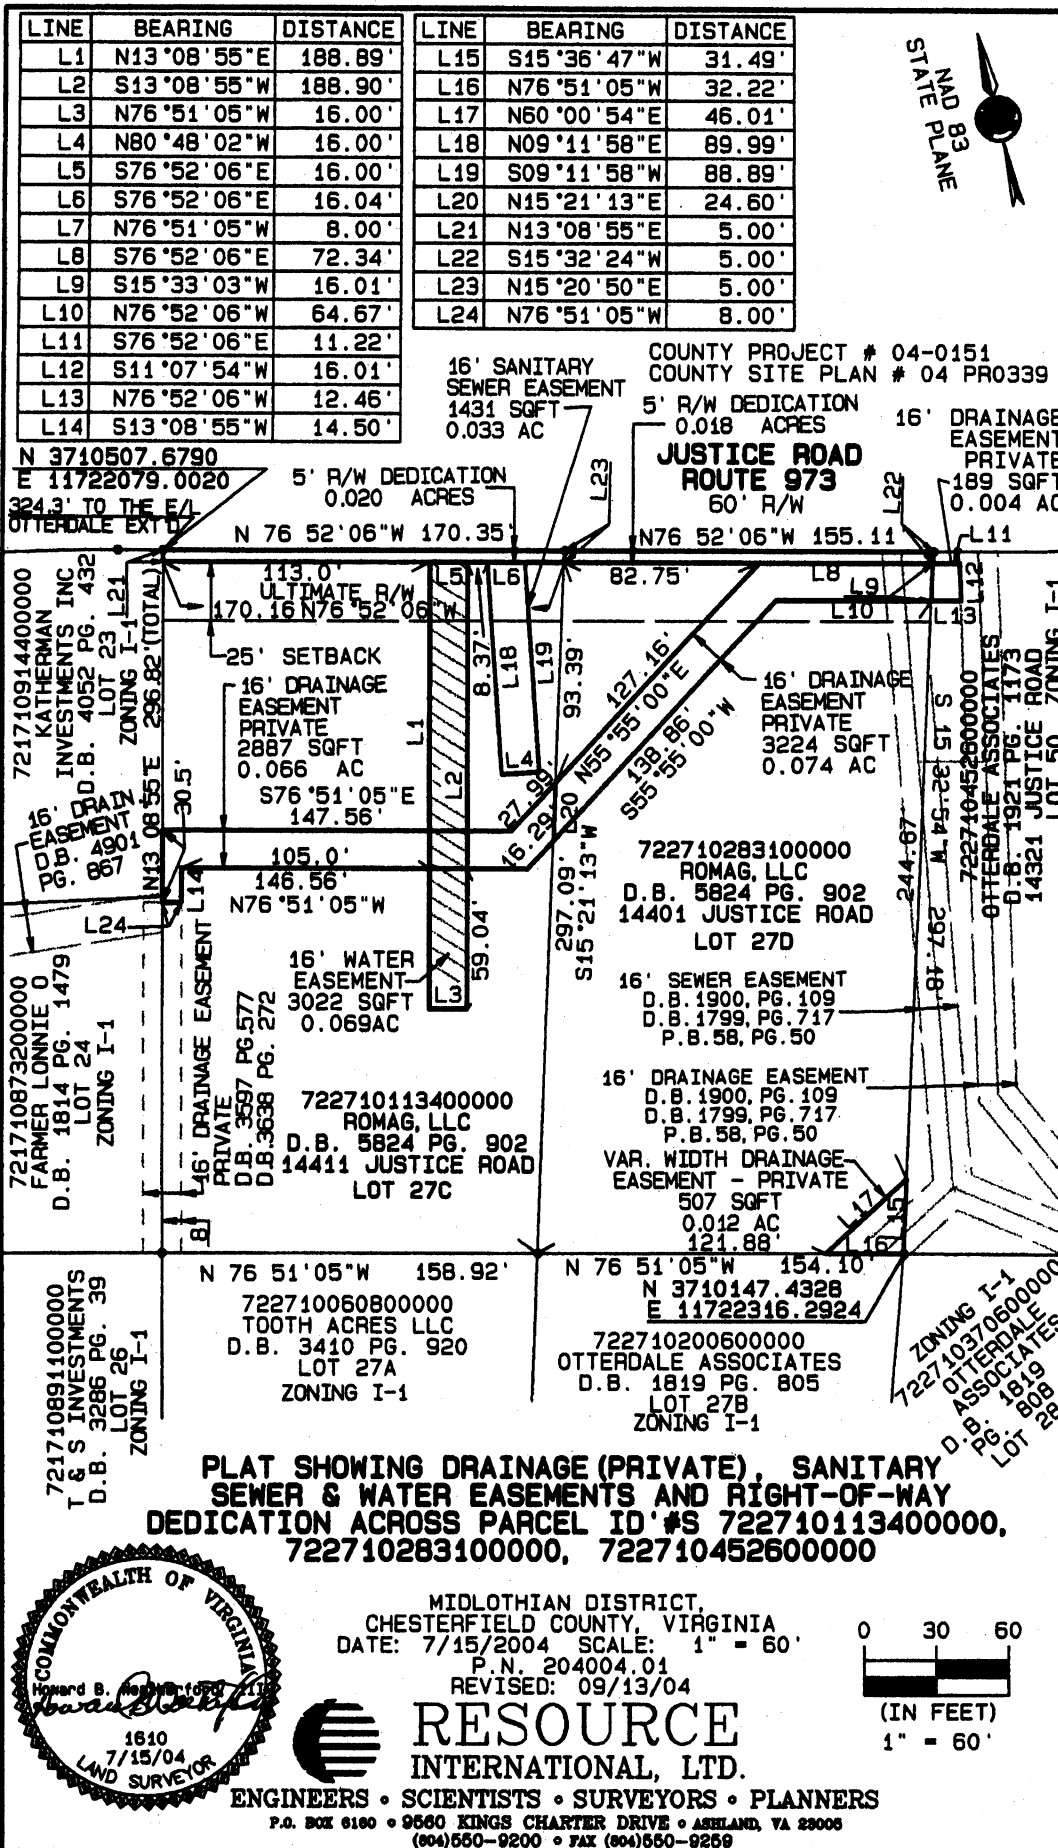 LINE BEARING DISTANCE
L1 N13°08'55"E 188.89'
L2 S13°08'55"W 188.90'
L3 N76°51'05"W 16.00'
L4 N80°48'02"W 16.00'
L5 S76°52'06"E 16.00'
L6 S76°52'06"E 16.04'
L7 N76°51'05"W 8.00'
L8 S76°52'06"E 72.34'
L9 S15°33'03"W 16.01'
L10 N76°52'06"W 64.67'
L11 S76°52'06"E 11.22'
L12 S11°07'54"W 16.01'
L13 N76°52'06"W 12.46'
L14 S13°08'55"W 14.50'
LINE BEARING DISTANCE
L15 S15°36'47"W 31.49'
L16 N76°51'05"W 32.22'
L17 N60°00'54"E 46.01'
L18 N09°11'58"E 89.99'
L19 S09°11'58"W 88.89'
L20 N15°21'13"E 24.60'
L21 N13°08'55"E 5.00'
L22 S15°32'24"W 5.00'
L23 N15°20'50"E 5.00'
L24 N76°51'05"W 8.00'
NAD 83
STATE PLANE
COUNTY PROJECT # 04-0151
COUNTY SITE PLAN # 04 PR0339
16' SANITARY
SEWER EASEMENT
1431 SQFT
0.033 AC
5' R/W DEDICATION
0.018 ACRES
JUSTICE ROAD
ROUTE 973
60' R/W
16' DRAINAGE
EASEMENT
PRIVATE
189 SQFT
0.004 AC
N 3710507.6790
E 11722079.0020
324.3' TO THE E/L
OTTERDALE EXT'D
5' R/W DEDICATION
0.020 ACRES
L23
L22
L11
N 76 52'06"W 170.35'
N76 52'06"W 155.11'
113.0'
ULTIMATE R/W
170.16 N76°52'06"W
L5
L6
82.75'
L8
L9
L10
L12
L13
L21
25' SETBACK
16' DRAINAGE
EASEMENT
PRIVATE
2887 SQFT
0.066 AC
S76°51'05"E
147.56'
105.0'
146.56'
N76°51'05"W
L1
L2
8.37'
L18
L19
L4
93.39'
127.16'
N55°55'00"E
138.86'
S55°55'00"W
27.99'
16.29'
L20
16' DRAINAGE
EASEMENT
PRIVATE
3224 SQFT
0.074 AC
721710914400000
KATHERMAN
INVESTMENTS INC
D.B. 4052 PG. 432
LOT 23
ZONING I-1
N13 08'55"E 296.82'(TOTAL)
30.5'
16' DRAIN
EASEMENT
D.B. 4901
PG. 867
L14
L24
16' WATER
EASEMENT
3022 SQFT
0.069AC
L3
59.04'
297.09'
S15°21'13"W
722710283100000
ROMAG, LLC
D.B. 5824 PG. 902
14401 JUSTICE ROAD
LOT 27D
S 15 32'54"W 297.18'
244.67'
722710452600000
OTTERDALE ASSOCIATES
D.B. 1921 PG. 1173
14321 JUSTICE ROAD
LOT 50 ZONING I-1
16' SEWER EASEMENT
D.B.1900, PG.109
D.B.1799, PG.717
P.B.58, PG.50
16' DRAINAGE EASEMENT
D.B.1900, PG.109
D.B.1799, PG.717
P.B.58, PG.50
721710873200000
FARMER LONNIE D
D.B. 1814 PG. 1479
LOT 24
ZONING I-1
16' DRAINAGE EASEMENT
PRIVATE
D.B. 3597 PG.577
D.B.3638 PG. 272
8'
722710113400000
ROMAG, LLC
D.B. 5824 PG. 902
14411 JUSTICE ROAD
LOT 27C
VAR. WIDTH DRAINAGE
EASEMENT - PRIVATE
507 SQFT
0.012 AC
121.88'
L17
L15
L16
N 76 51'05"W 158.92'
N 76 51'05"W 154.10'
N 3710147.4328
E 11722316.2924
722710060800000
TOOTH ACRES LLC
D.B. 3410 PG. 920
LOT 27A
ZONING I-1
722710200600000
OTTERDALE ASSOCIATES
D.B. 1819 PG. 805
LOT 27B
ZONING I-1
721710891100000
T & S INVESTMENTS
D.B. 3286 PG. 39
LOT 26
ZONING I-1
ZONING I-1
722710370600000
OTTERDALE
ASSOCIATES
D.B. 1819
PG. 808
LOT 28
PLAT SHOWING DRAINAGE (PRIVATE), SANITARY
SEWER & WATER EASEMENTS AND RIGHT-OF-WAY
DEDICATION ACROSS PARCEL ID'#S 722710113400000,
722710283100000, 722710452600000
MIDLOTHIAN DISTRICT,
CHESTERFIELD COUNTY, VIRGINIA
DATE: 7/15/2004 SCALE: 1" = 60'
P.N. 204004.01
REVISED: 09/13/04
0 30 60
(IN FEET)
1" = 60'
COMMONWEALTH OF VIRGINIA
Howard B.
1610
7/15/04
LAND SURVEYOR
RESOURCE
INTERNATIONAL, LTD.
ENGINEERS • SCIENTISTS • SURVEYORS • PLANNERS
P.O. BOX 6160 • 9560 KINGS CHARTER DRIVE • ASHLAND, VA 23005
(804)550-9200 • FAX (804)550-9259